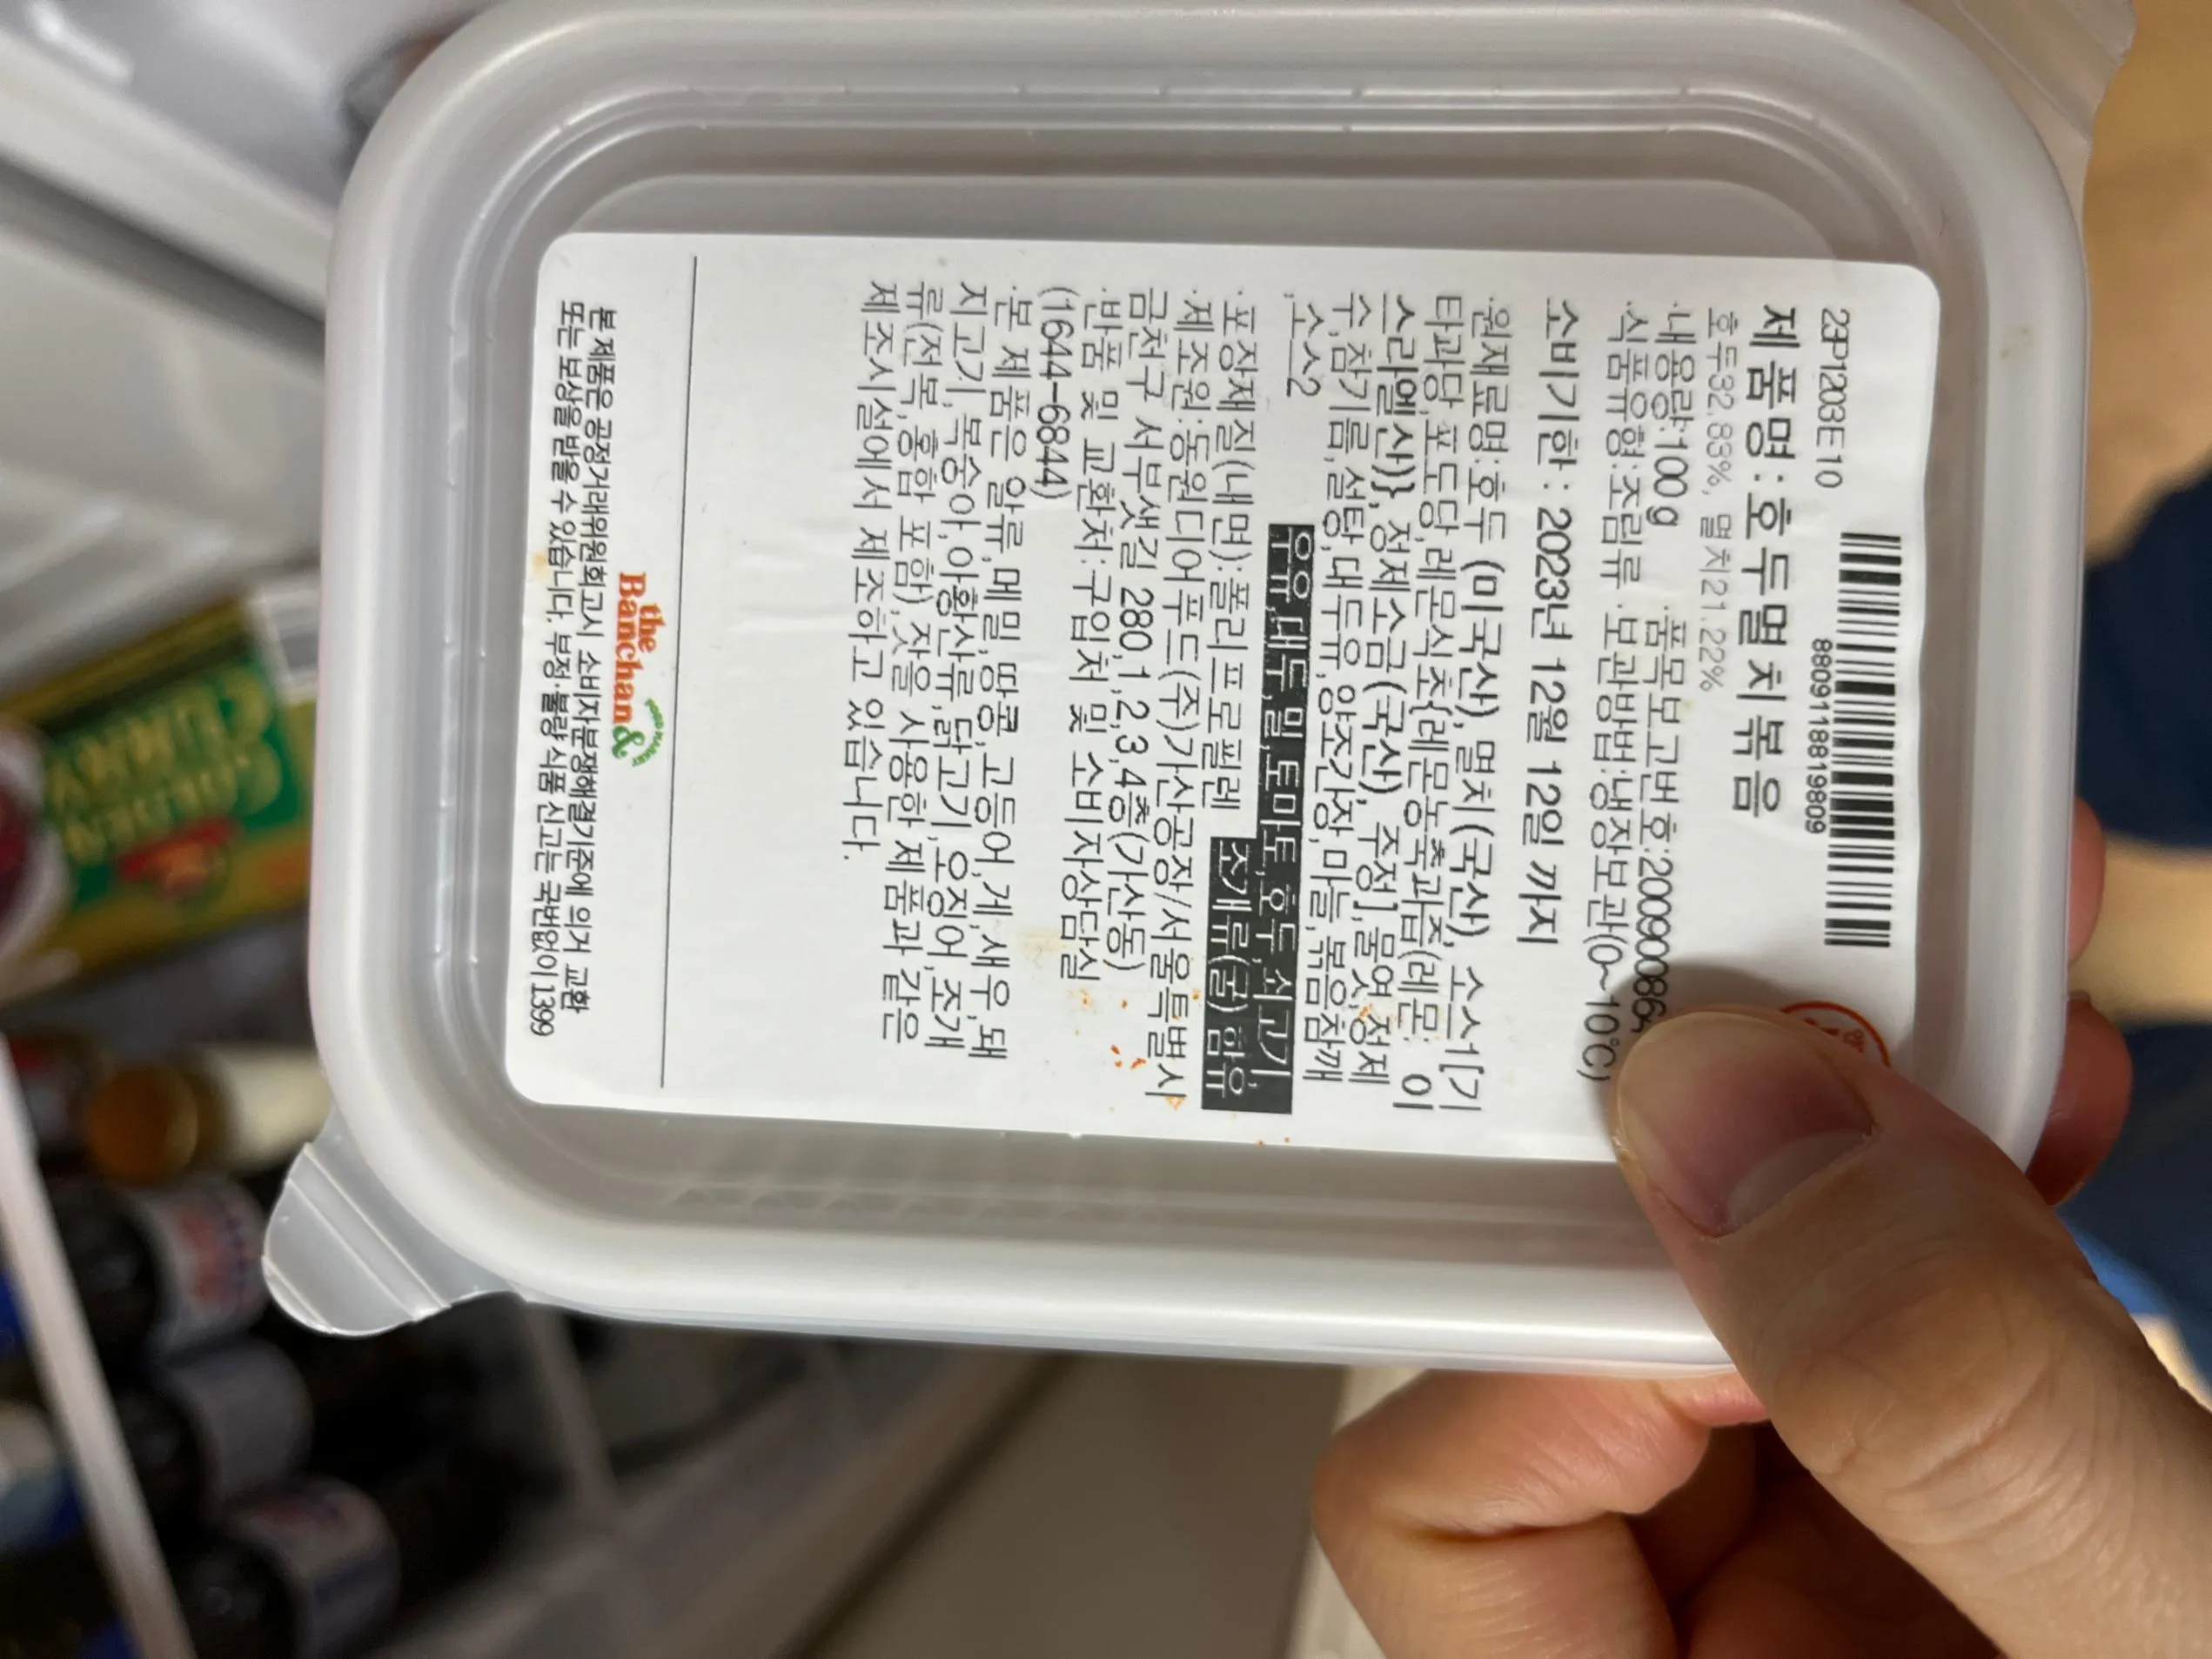 23P1203E10
8809118819809
제품명:호두멸치볶음
호두32.83%, 멸치21.22%
·내용량:100g ·품목보고번호:200900086
·식품유형:조림류 ·보관방법:냉장보관(0~10℃)
소비기한: 2023년 12월 12일 까지
·원재료명:호두 (미국산), 멸치(국산), 소스1[기
타과당,포도당,레몬식초{레몬농축과즙(레몬: 이
스라엘산)},정제소금(국산), 주정],물엿,정제
수,참기름,설탕,대두유,양조간장,마늘,볶음참깨
,소스2
우유,대두,밀,토마토,호두,쇠고기,
조개류(굴) 함유
·포장재질(내면):폴리프로필렌
·제조원:동원디어푸드(주)가산공장/서울특별시
금천구 서부샛길 280,1,2,3,4층(가산동)
·반품 및 교환처:구입처 및 소비자상담실
(1644-6844)
·본 제품은 알류,메밀,땅콩,고등어,게,새우,돼
지고기,복숭아,아황산류,닭고기,오징어,조개
류(전복,홍합 포함),잣을 사용한 제품과 같은
제조시설에서 제조하고 있습니다.
the
Banchan&
FOOD MARKET
본 제품은 공정거래위원회고시 소비자분쟁해결기준에 의거 교환
또는 보상을 받을 수 있습니다. 부정·불량식품 신고는 국번없이 1399
GOLDEN
CURRY